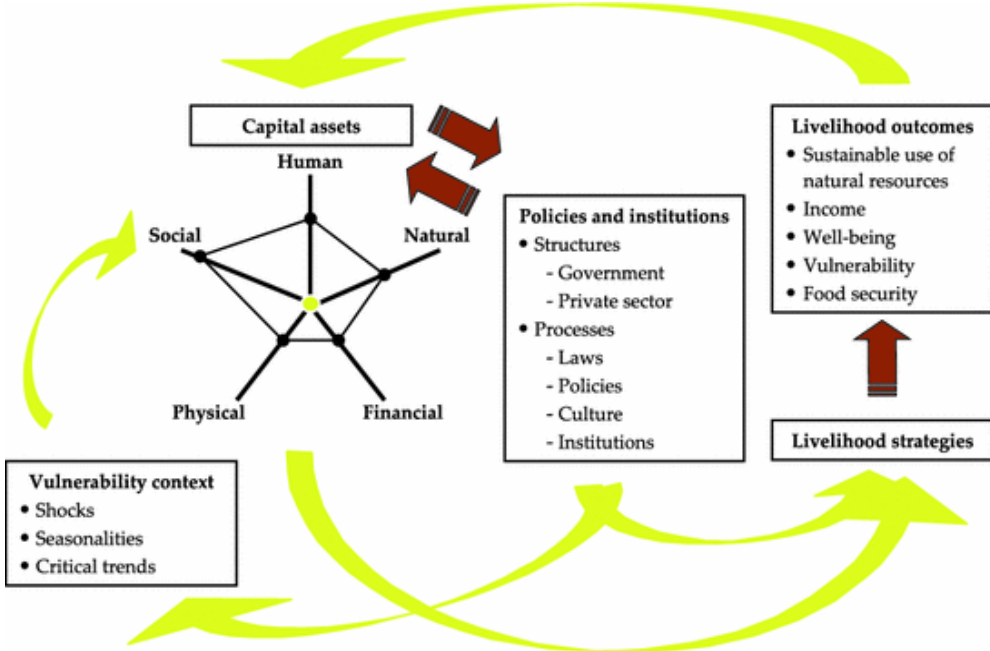 Capital assets
Human
Social
Natural
Physical
Financial
Vulnerability context
• Shocks
• Seasonalities
• Critical trends
Policies and institutions
• Structures
- Government
- Private sector
• Processes
- Laws
- Policies
- Culture
- Institutions
Livelihood outcomes
• Sustainable use of
natural resources
• Income
• Well-being
• Vulnerability
• Food security
Livelihood strategies